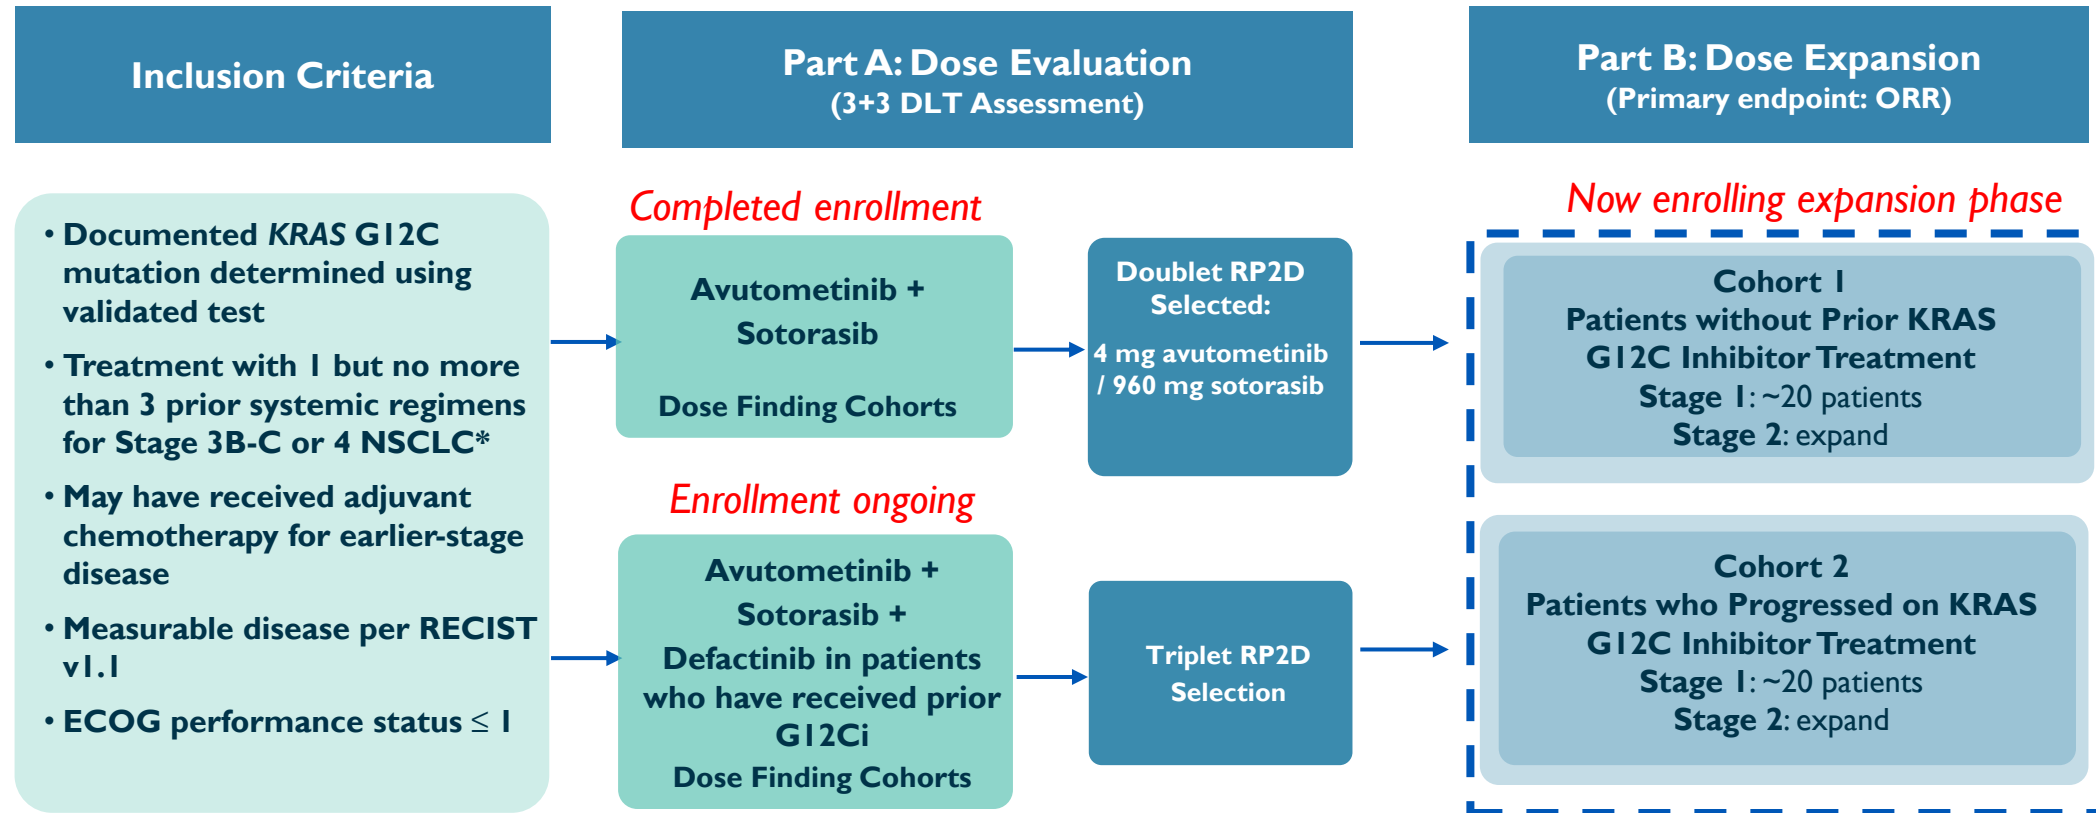 Inclusion Criteria
Part A: Dose Evaluation
(3+3 DLT Assessment)
Part B: Dose Expansion
(Primary endpoint: ORR)
• Documented KRAS G12C
mutation determined using
validated test
• Treatment with 1 but no more
than 3 prior systemic regimens
for Stage 3B-C or 4 NSCLC*
• May have received adjuvant
chemotherapy for earlier-stage
disease
• Measurable disease per RECIST
v1.1
• ECOG performance status ≤ 1
Completed enrollment
Avutometinib +
Sotorasib
Dose Finding Cohorts
Doublet RP2D
Selected:
4 mg avutometinib
/ 960 mg sotorasib
Enrollment ongoing
Avutometinib +
Sotorasib +
Defactinib in patients
who have received prior
G12Ci
Dose Finding Cohorts
Triplet RP2D
Selection
Now enrolling expansion phase
Cohort 1
Patients without Prior KRAS
G12C Inhibitor Treatment
Stage 1: ~20 patients
Stage 2: expand
Cohort 2
Patients who Progressed on KRAS
G12C Inhibitor Treatment
Stage 1: ~20 patients
Stage 2: expand